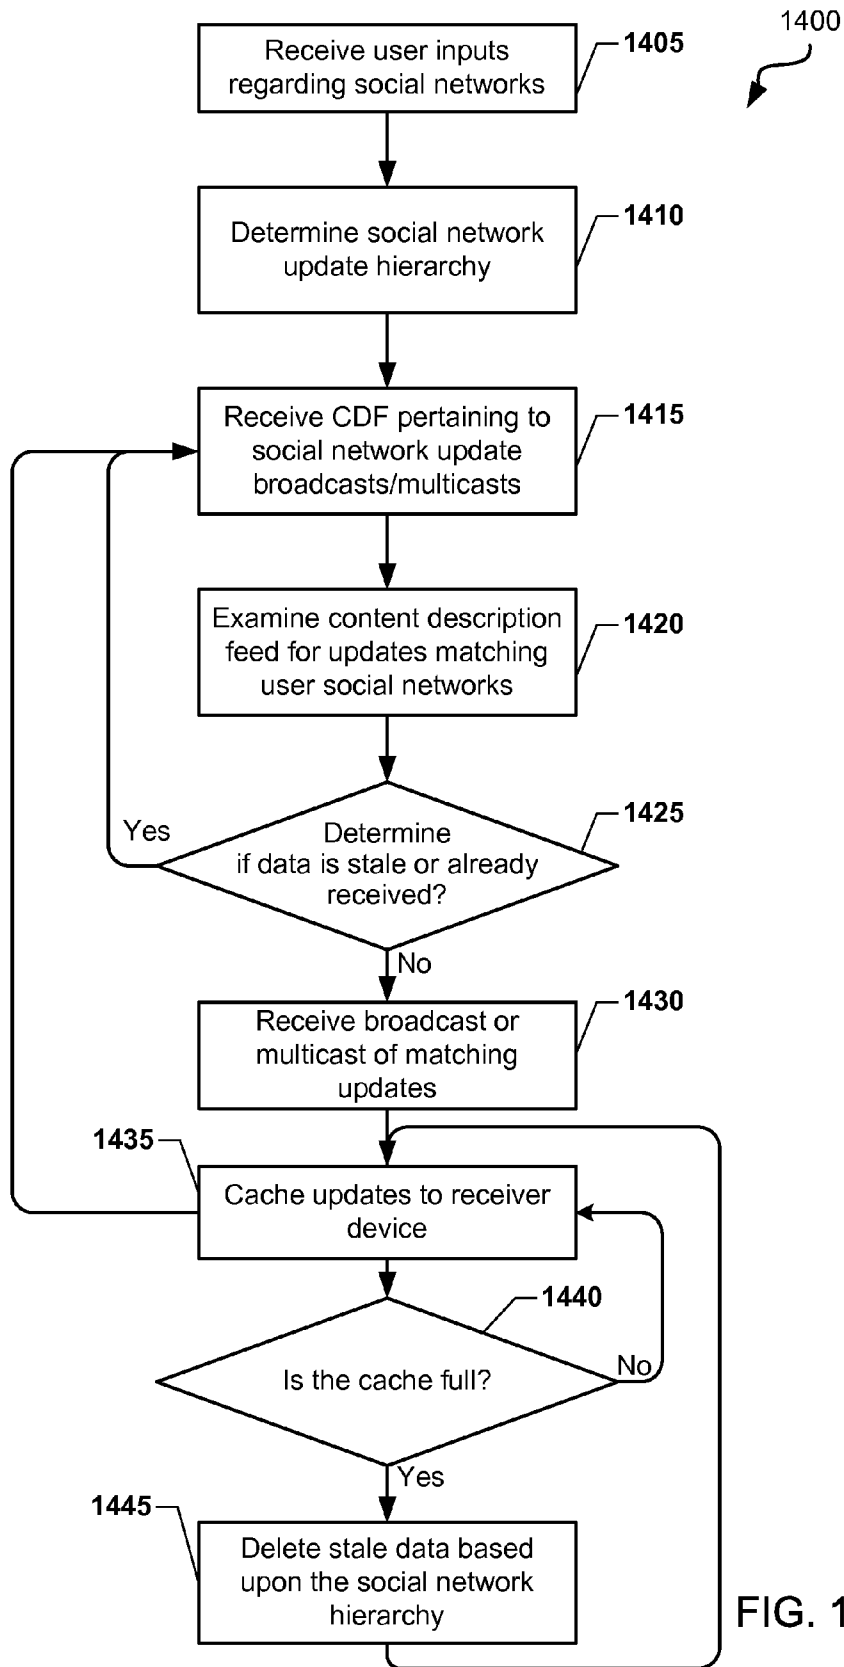 1400
Receive user inputs
regarding social networks
1405
Determine social network
update hierarchy
1410
Receive CDF pertaining to
social network update
broadcasts/multicasts
1415
Examine content description
feed for updates matching
user social networks
1420
Yes
Determine
if data is stale or already
received?
1425
No
Receive broadcast or
multicast of matching
updates
1430
1435
Cache updates to receiver
device
1440
Is the cache full?
No
Yes
1445
Delete stale data based
upon the social network
hierarchy
FIG. 1